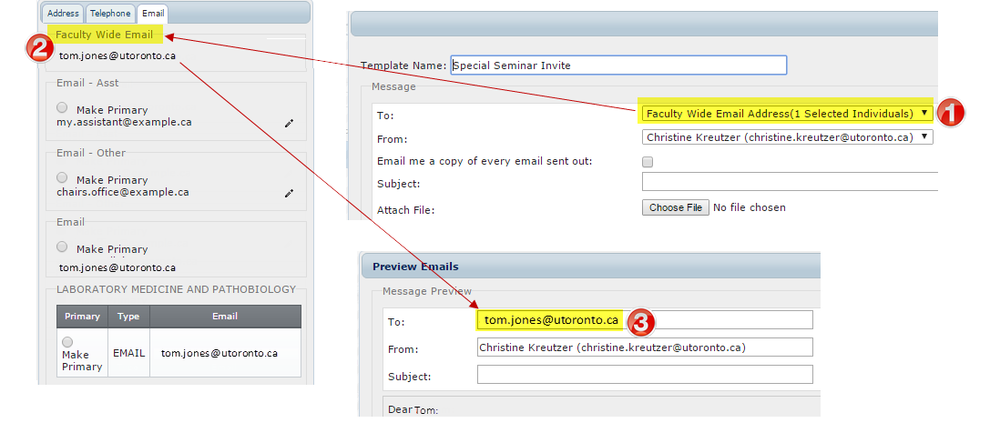 Address Telephone Email
Faculty Wide Email
2
tom.jones@utoronto.ca
Email - Asst
Make Primary
my.assistant@example.ca
Email - Other
Make Primary
chairs.office@example.ca
Email
Make Primary
tom.jones@utoronto.ca
LABORATORY MEDICINE AND PATHOBIOLOGY
Primary Type Email
Make Primary EMAIL tom.jones@utoronto.ca
Template Name: Special Seminar Invite
Message
To: Faculty Wide Email Address(1 Selected Individuals) 1
From: Christine Kreutzer (christine.kreutzer@utoronto.ca)
Email me a copy of every email sent out:
Subject:
Attach File: Choose File No file chosen
Preview Emails
Message Preview
To: tom.jones@utoronto.ca 3
From: Christine Kreutzer (christine.kreutzer@utoronto.ca)
Subject:
Dear Tom: